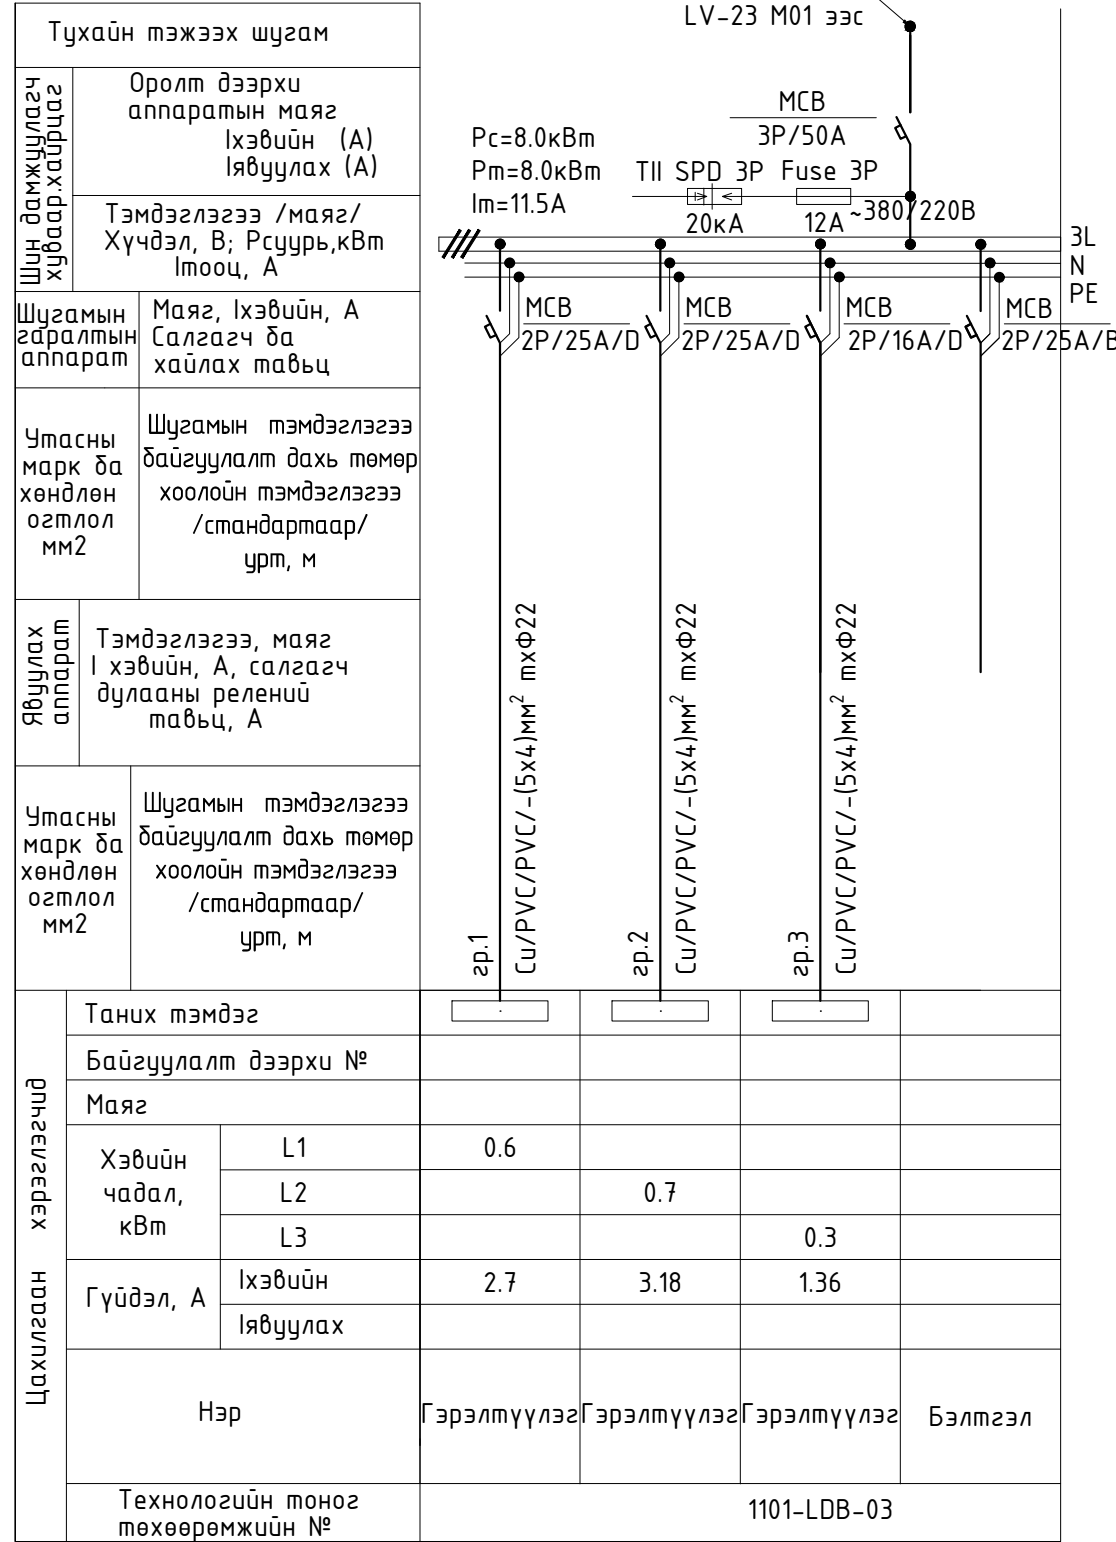 LV-23 M01 ээс
Тухайн тэжээх шугам
Шин дамжуулагч
хуваар.хайрцаг
Оролт дээрхи
аппаратын маяг
Iхэвийн (А)
Iявуулах (А)
Тэмдэглэгээ /маяг/
Хүчдэл, В; Рсуурь,кВт
Iтооц, А
Рс=8.0кВт
Рт=8.0кВт
Iт=11.5А
MCB
3P/50A
TII SPD 3P
20кА
Fuse 3P
12А
~380/220В
3L
N
PE
Шугамын
гаралтын
аппарат
Маяг, Iхэвийн, А
Салгагч ба
хайлах тавьц
MCB
2P/25A/D
MCB
2P/25A/D
MCB
2P/16A/D
MCB
2P/25A/B
Утасны
марк ба
хөндлөн
огтлол
мм2
Шугамын тэмдэглэгээ
байгуулалт дахь төмөр
хоолойн тэмдэглэгээ
/стандартаар/
урт, м
Явуулах
аппарат
Тэмдэглэгээ, маяг
I хэвийн, А, салгагч
дулааны релений
тавьц, А
Утасны
марк ба
хөндлөн
огтлол
мм2
Шугамын тэмдэглэгээ
байгуулалт дахь төмөр
хоолойн тэмдэглэгээ
/стандартаар/
урт, м
гр.1
Cu/PVC/PVC/-(5x4)мм² тхФ22
гр.2
Cu/PVC/PVC/-(5x4)мм² тхФ22
гр.3
Cu/PVC/PVC/-(5x4)мм² тхФ22
Цахилгаан хэрэглэгчид
Таних тэмдэг
Байгуулалт дээрхи №
Маяг
Хэвийн
чадал,
кВт
L1 0.6
L2 0.7
L3 0.3
Гүйдэл, А
Iхэвийн 2.7 3.18 1.36
Iявуулах
Нэр Гэрэлтүүлэг Гэрэлтүүлэг Гэрэлтүүлэг Бэлтгэл
Технологийн тоног
төхөөрөмжийн №
1101-LDB-03